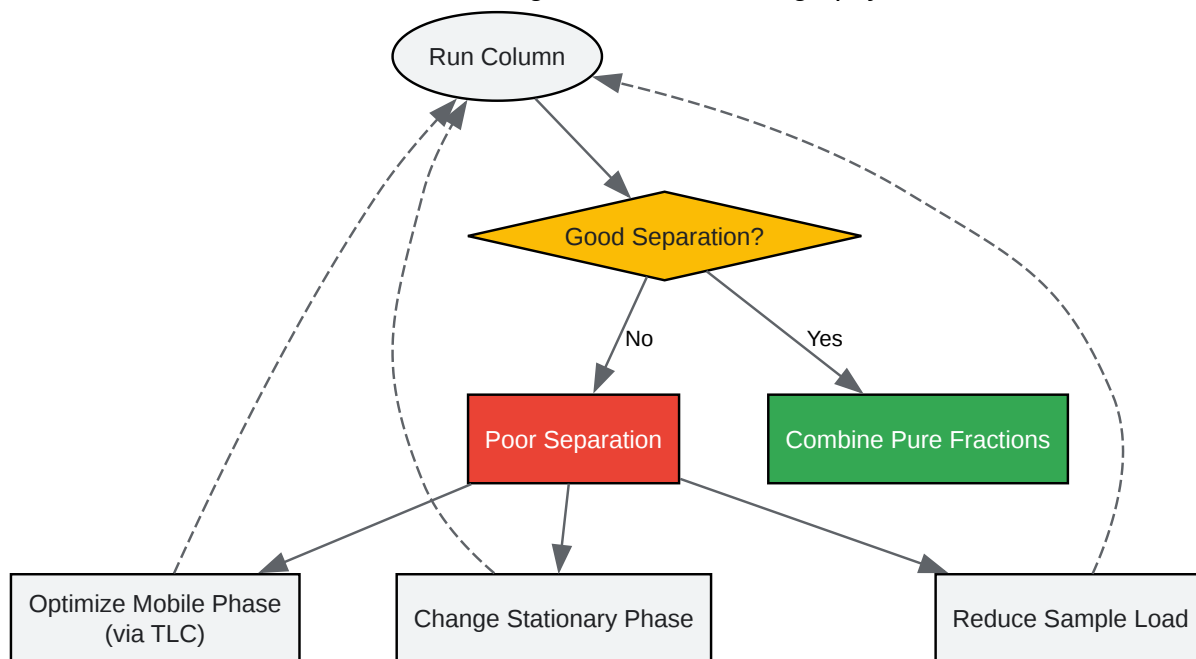 Run Column
Good Separation?
No
Yes
Poor Separation
Combine Pure Fractions
Optimize Mobile Phase
(via TLC)
Change Stationary Phase
Reduce Sample Load